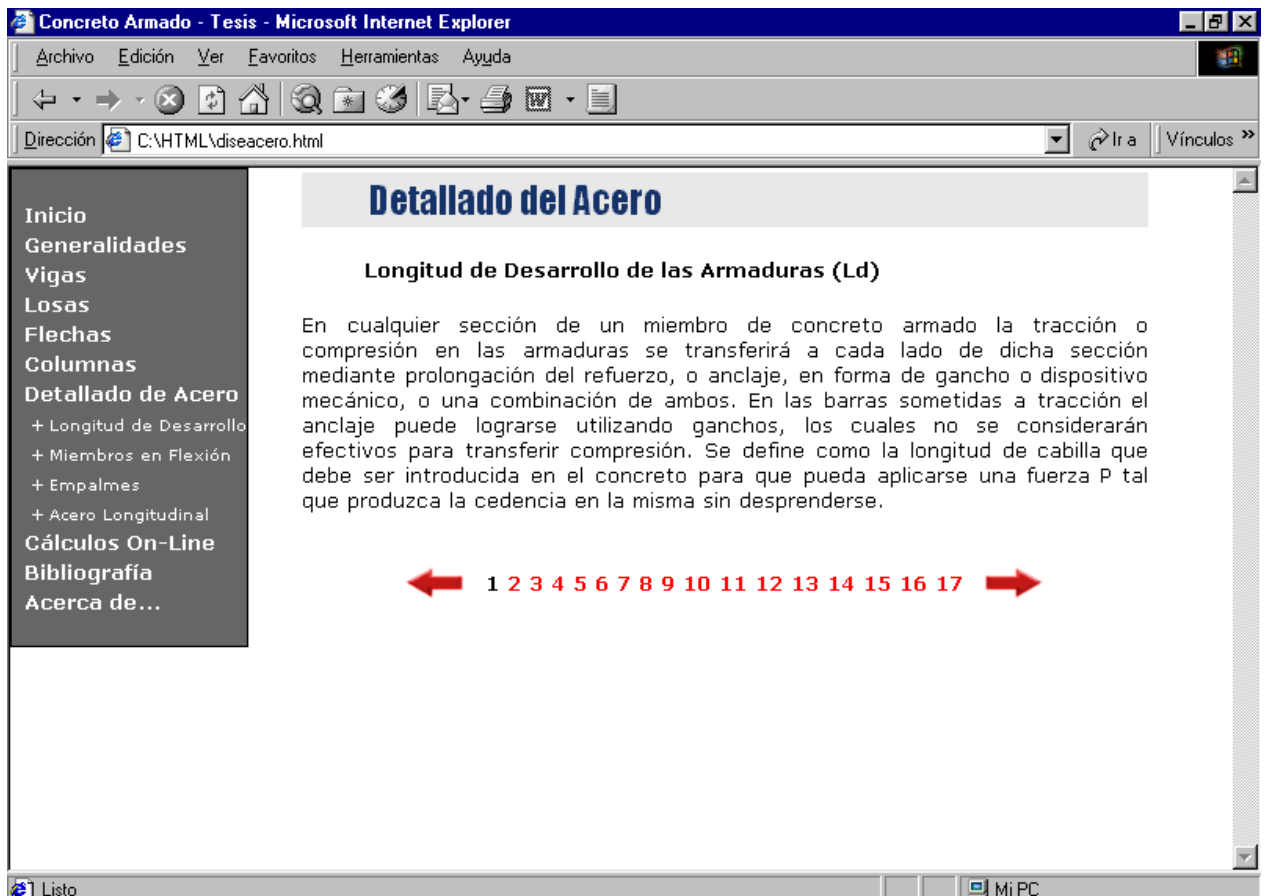 Concreto Armado - Tesis - Microsoft Internet Explorer
Archivo Edición Ver Favoritos Herramientas Ayuda
Dirección C:\HTML\diseacero.html Ir a Vínculos »
Inicio
Generalidades
Vigas
Losas
Flechas
Columnas
Detallado de Acero
+ Longitud de Desarrollo
+ Miembros en Flexión
+ Empalmes
+ Acero Longitudinal
Cálculos On-Line
Bibliografía
Acerca de...
Detallado del Acero
Longitud de Desarrollo de las Armaduras (Ld)
En cualquier sección de un miembro de concreto armado la tracción o
compresión en las armaduras se transferirá a cada lado de dicha sección
mediante prolongación del refuerzo, o anclaje, en forma de gancho o dispositivo
mecánico, o una combinación de ambos. En las barras sometidas a tracción el
anclaje puede lograrse utilizando ganchos, los cuales no se considerarán
efectivos para transferir compresión. Se define como la longitud de cabilla que
debe ser introducida en el concreto para que pueda aplicarse una fuerza P tal
que produzca la cedencia en la misma sin desprenderse.
1 2 3 4 5 6 7 8 9 10 11 12 13 14 15 16 17
Listo Mi PC